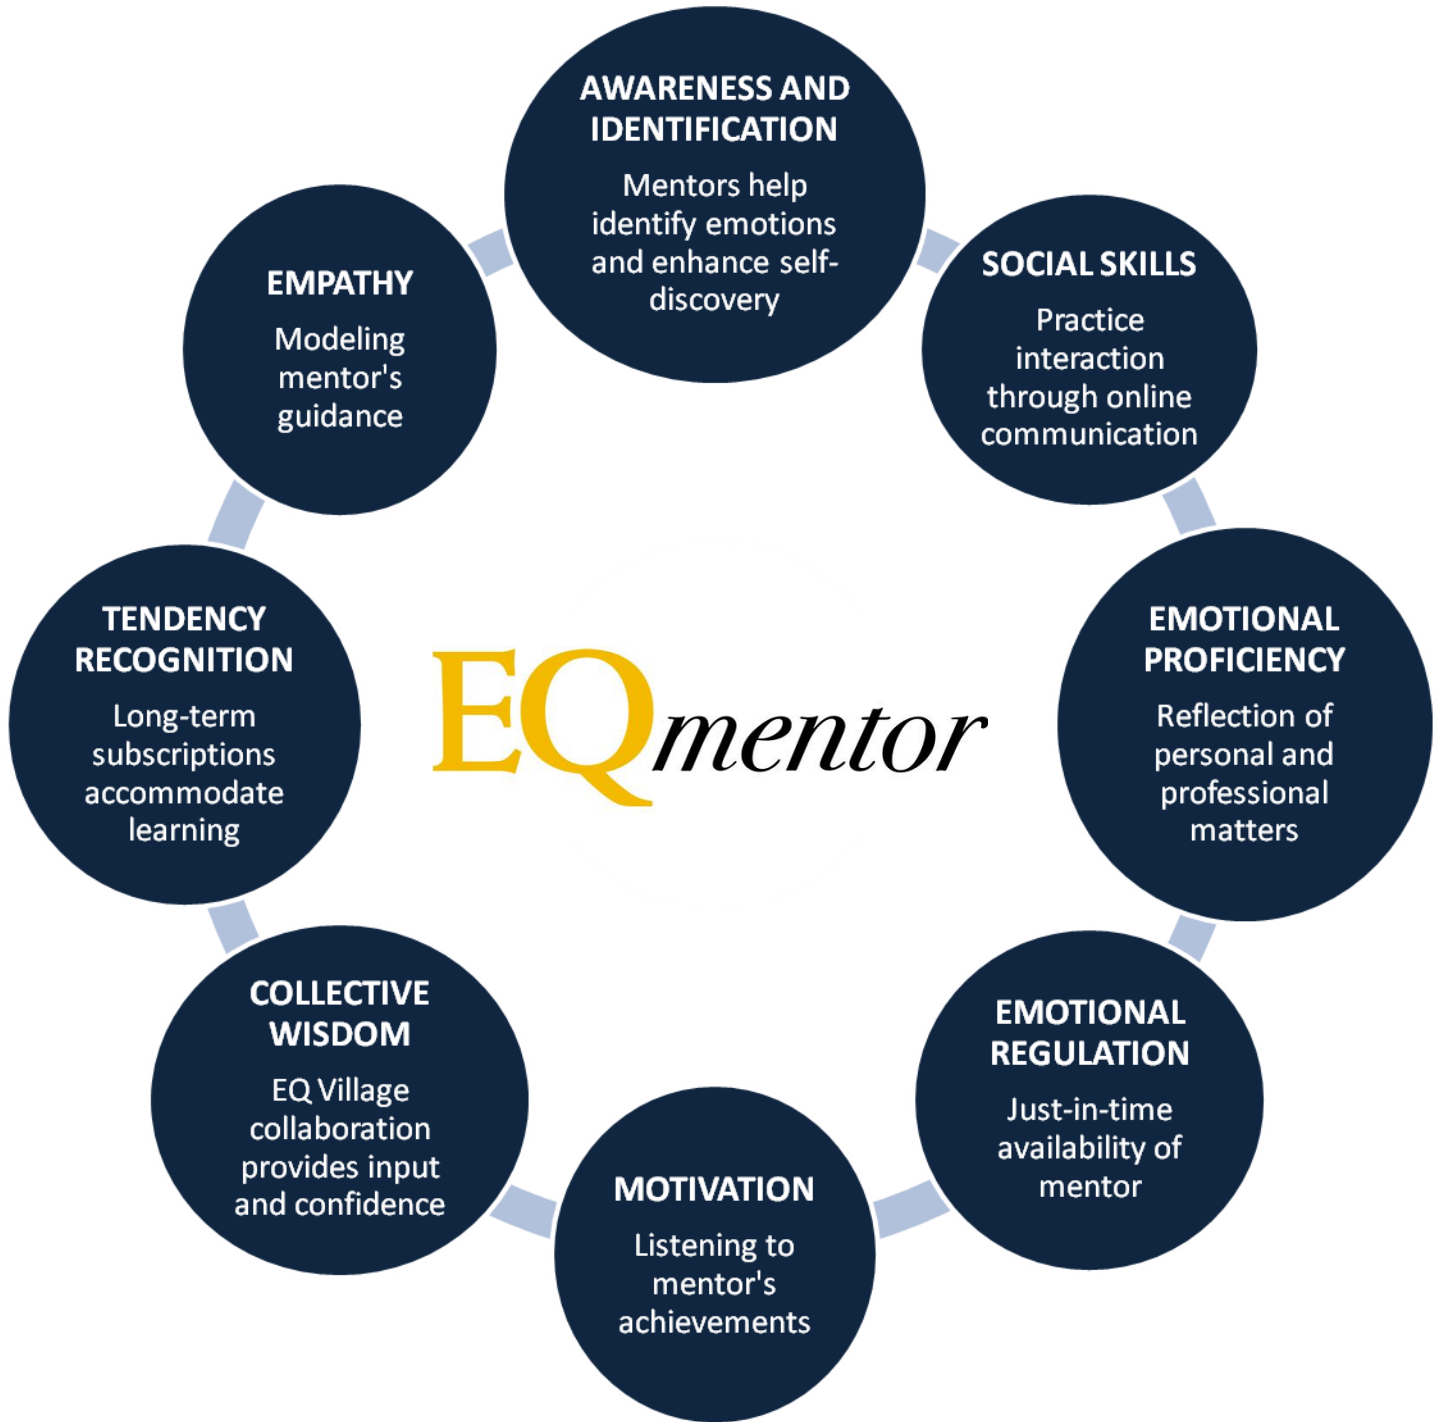 AWARENESS AND
IDENTIFICATION
Mentors help
identify emotions
and enhance self-
discovery
SOCIAL SKILLS
Practice
interaction
through online
communication
EMOTIONAL
PROFICIENCY
Reflection of
personal and
professional
matters
EMOTIONAL
REGULATION
Just-in-time
availability of
mentor
MOTIVATION
Listening to
mentor's
achievements
COLLECTIVE
WISDOM
EQ Village
collaboration
provides input
and confidence
TENDENCY
RECOGNITION
Long-term
subscriptions
accommodate
learning
EMPATHY
Modeling
mentor's
guidance
EQmentor